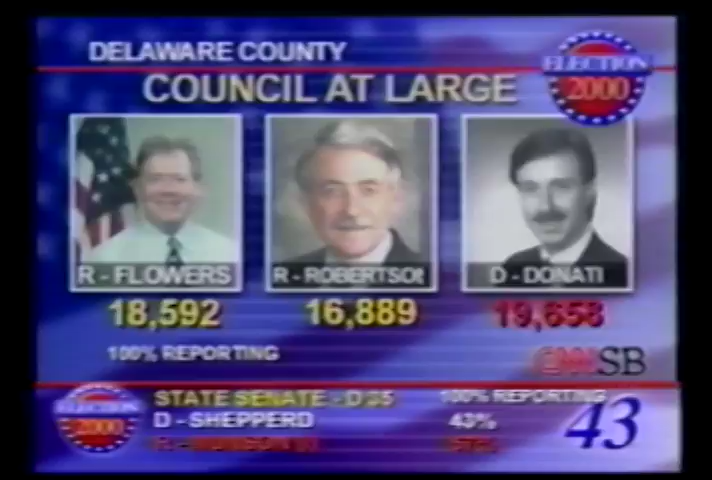 DELAWARE COUNTY
ELECTION
2000
COUNCIL AT LARGE
R - FLOWERS
R - ROBERTSON
D - DONATI
18,592
16,889
19,658
100% REPORTING
SB
ELECTION
2000
STATE SENATE - D 25
100% REPORTING
D - SHEPPERD
43%
43